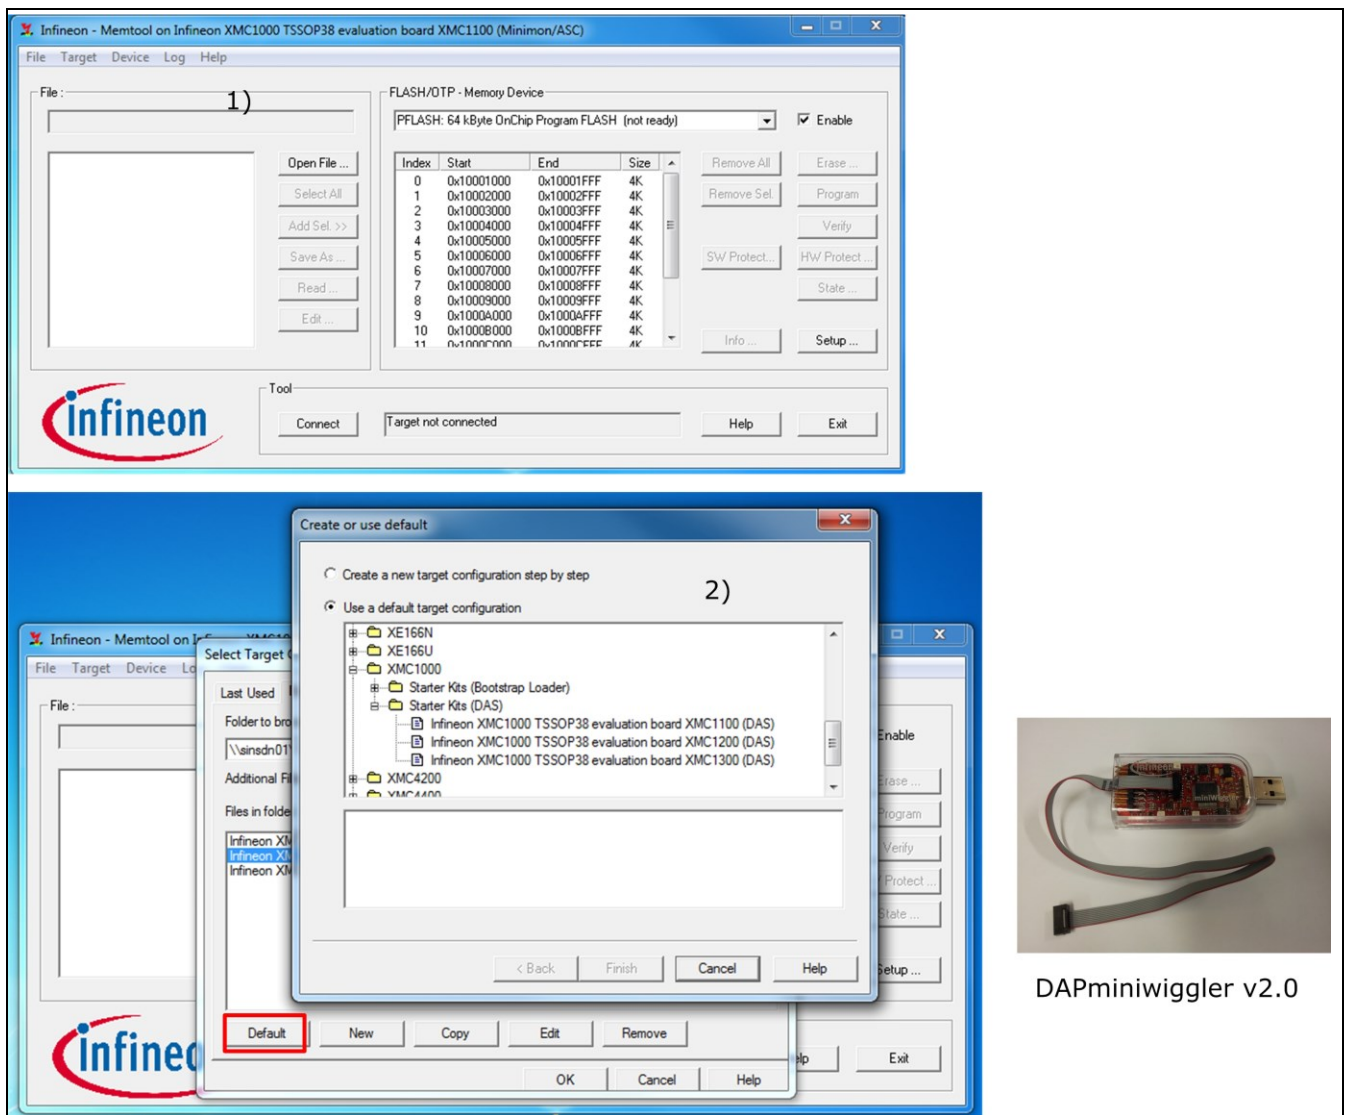 Infineon - Memtool on Infineon XMC1000 TSSOP38 evaluation board XMC1100 (Minimon/ASC)
File Target Device Log Help
File :
1)
FLASH/OTP - Memory Device
PFLASH: 64 kByte OnChip Program FLASH (not ready)
Enable
Open File ...
Select All
Add Sel. >>
Save As ...
Read ...
Edit ...
Index Start End Size
0 0x10001000 0x10001FFF 4K
1 0x10002000 0x10002FFF 4K
2 0x10003000 0x10003FFF 4K
3 0x10004000 0x10004FFF 4K
4 0x10005000 0x10005FFF 4K
5 0x10006000 0x10006FFF 4K
6 0x10007000 0x10007FFF 4K
7 0x10008000 0x10008FFF 4K
8 0x10009000 0x10009FFF 4K
9 0x1000A000 0x1000AFFF 4K
10 0x1000B000 0x1000BFFF 4K
11 0x1000C000 0x1000CFFF 4K
Remove All
Remove Sel.
SW Protect...
Info ...
Erase ...
Program
Verify
HW Protect ...
State ...
Setup ...
infineon
Tool
Connect
Target not connected
Help
Exit
Create or use default
Create a new target configuration step by step
2)
Use a default target configuration
XE166N
XE166U
XMC1000
Starter Kits (Bootstrap Loader)
Starter Kits (DAS)
Infineon XMC1000 TSSOP38 evaluation board XMC1100 (DAS)
Infineon XMC1000 TSSOP38 evaluation board XMC1200 (DAS)
Infineon XMC1000 TSSOP38 evaluation board XMC1300 (DAS)
XMC4200
XMC4400
< Back
Finish
Cancel
Help
Infineon - Memtool on
File Target Device
File :
Select Target
Last Used
Folder to
\\sinsdn01\
Additional
Files in
Infineon
Infineon
Infineon
Default
New
Copy
Edit
Remove
OK
Cancel
Help
Enable
Erase ...
Program
Verify
Protect ...
State ...
Setup ...
Exit
miniWiggler
DAPminiwiggler v2.0